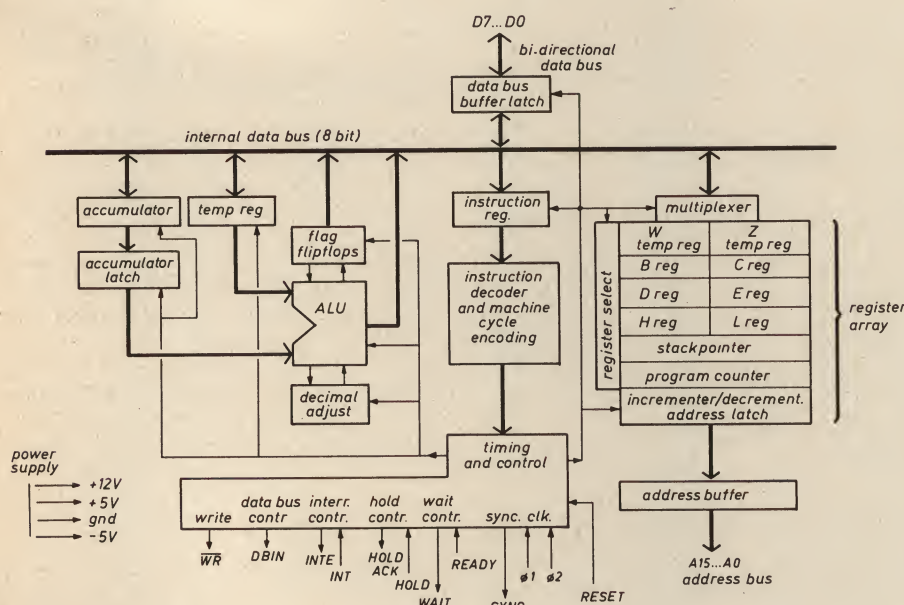 D7...D0
bi-directional
data bus
data bus
buffer latch
internal data bus (8 bit)
accumulator
temp reg
flag
flipflops
accumulator
latch
ALU
decimal
adjust
instruction
reg.
instruction
decoder
and machine
cycle
encoding
multiplexer
register select
W
temp reg
Z
temp reg
B reg
C reg
D reg
E reg
H reg
L reg
stackpointer
program counter
incrementer/decrement.
address latch
register
array
timing
and control
power
supply
+12V
+5V
gnd
-5V
write
data bus
contr
interr.
contr.
hold
contr.
wait
contr.
sync.
clk.
address buffer
A15...A0
address bus
WR
DBIN
INTE
INT
HOLD
ACK
HOLD
WAIT
READY
SYNC
ø1
ø2
RESET